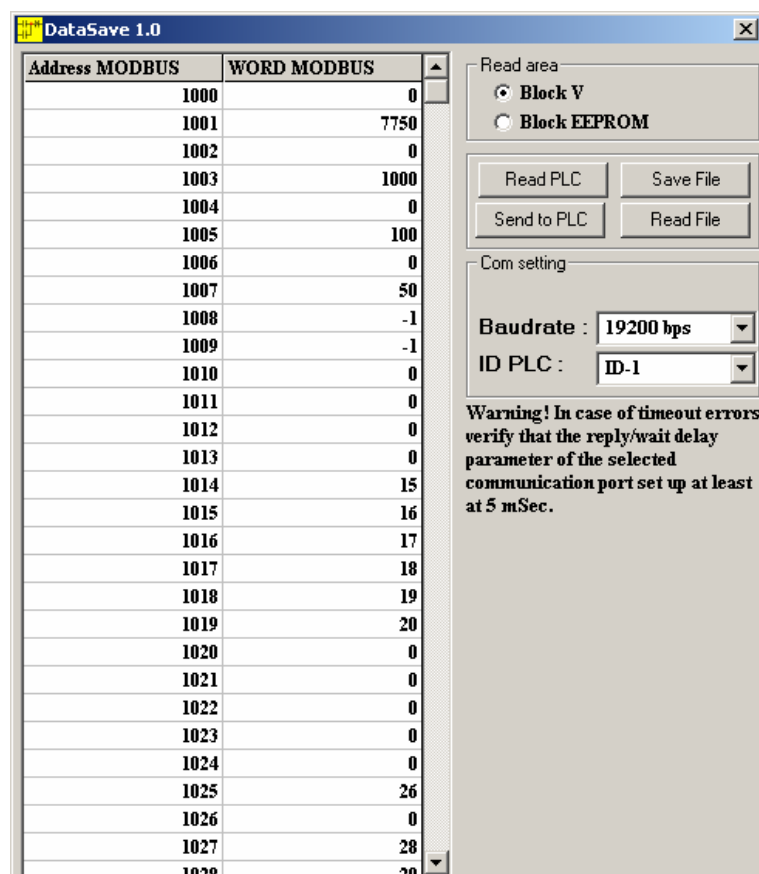 DataSave 1.0
Address MODBUS WORD MODBUS
1000 0
1001 7750
1002 0
1003 1000
1004 0
1005 100
1006 0
1007 50
1008 -1
1009 -1
1010 0
1011 0
1012 0
1013 0
1014 15
1015 16
1016 17
1017 18
1018 19
1019 20
1020 0
1021 0
1022 0
1023 0
1024 0
1025 26
1026 0
1027 28
Read area
Block V
Block EEPROM
Read PLC Save File
Send to PLC Read File
Com setting
Baudrate : 19200 bps
ID PLC : ID-1
Warning! In case of timeout errors
verify that the reply/wait delay
parameter of the selected
communication port set up at least
at 5 mSec.